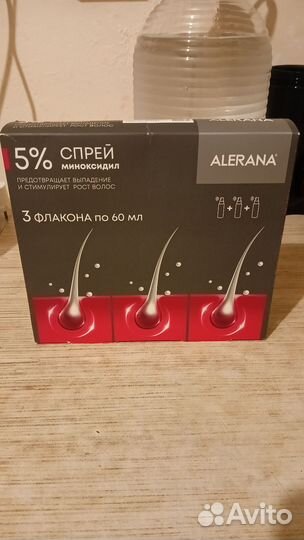 5% СПРЕЙ
МИНОКСИДИЛ
ALERANA®
ПРЕДОТВРАЩАЕТ ВЫПАДЕНИЕ
И СТИМУЛИРУЕТ РОСТ ВОЛОС
3 ФЛАКОНА ПО 60 МЛ
Avito